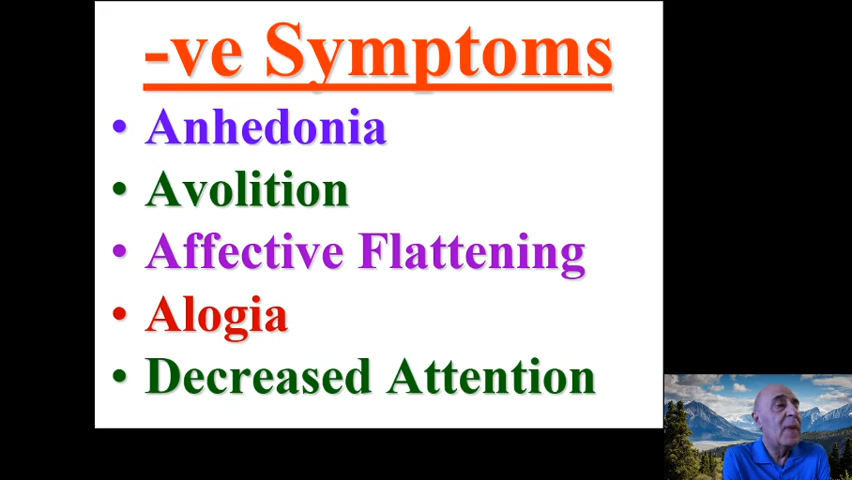 -ve Symptoms
• Anhedonia
• Avolition
• Affective Flattening
• Alogia
• Decreased Attention